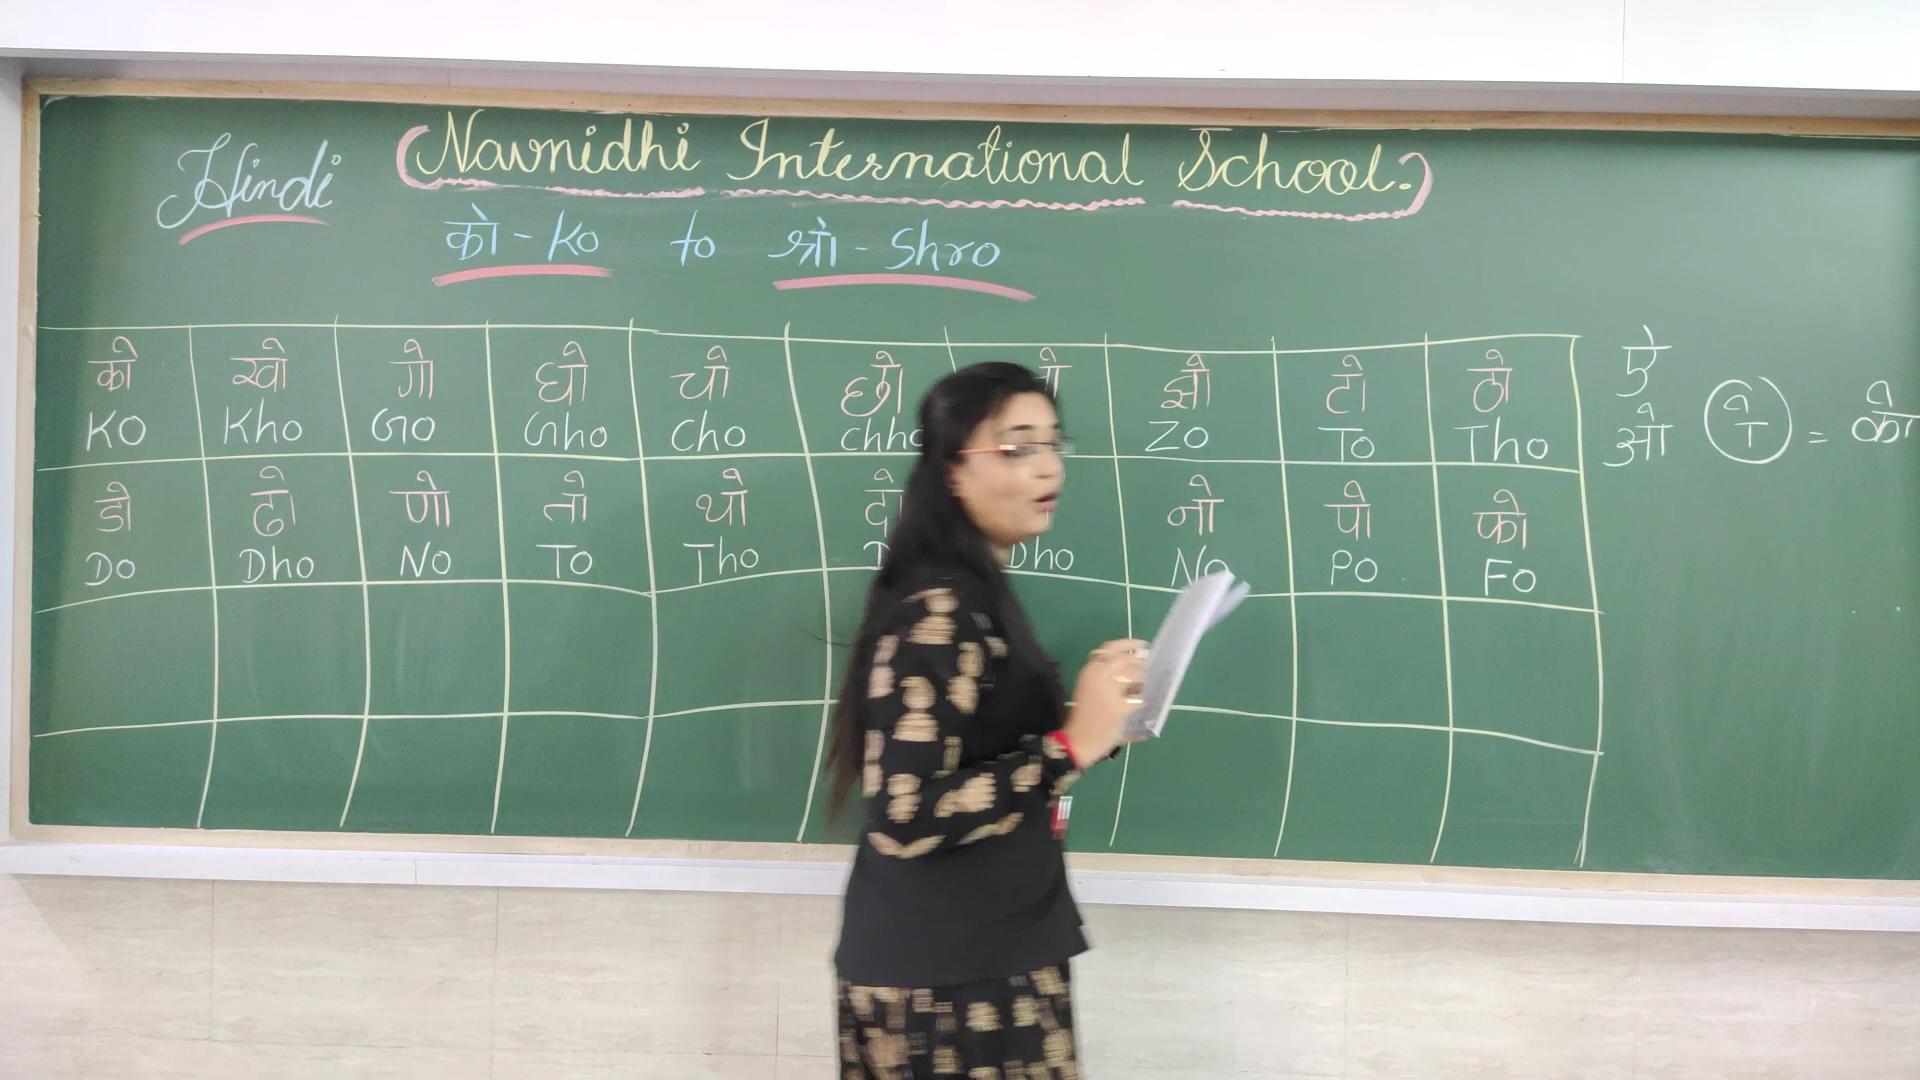 Hindi (Navnidhi International School.)
को - Ko to श्रो - Shro
को खो गो घो चो छो झो टो ठो
KO Kho GO Gho Cho Chho ZO To Tho
डो ढो णो तो थो दो नो पो फो
Do Dho NO To Tho Dho No PO Fo
ऐ
ओ ो = को